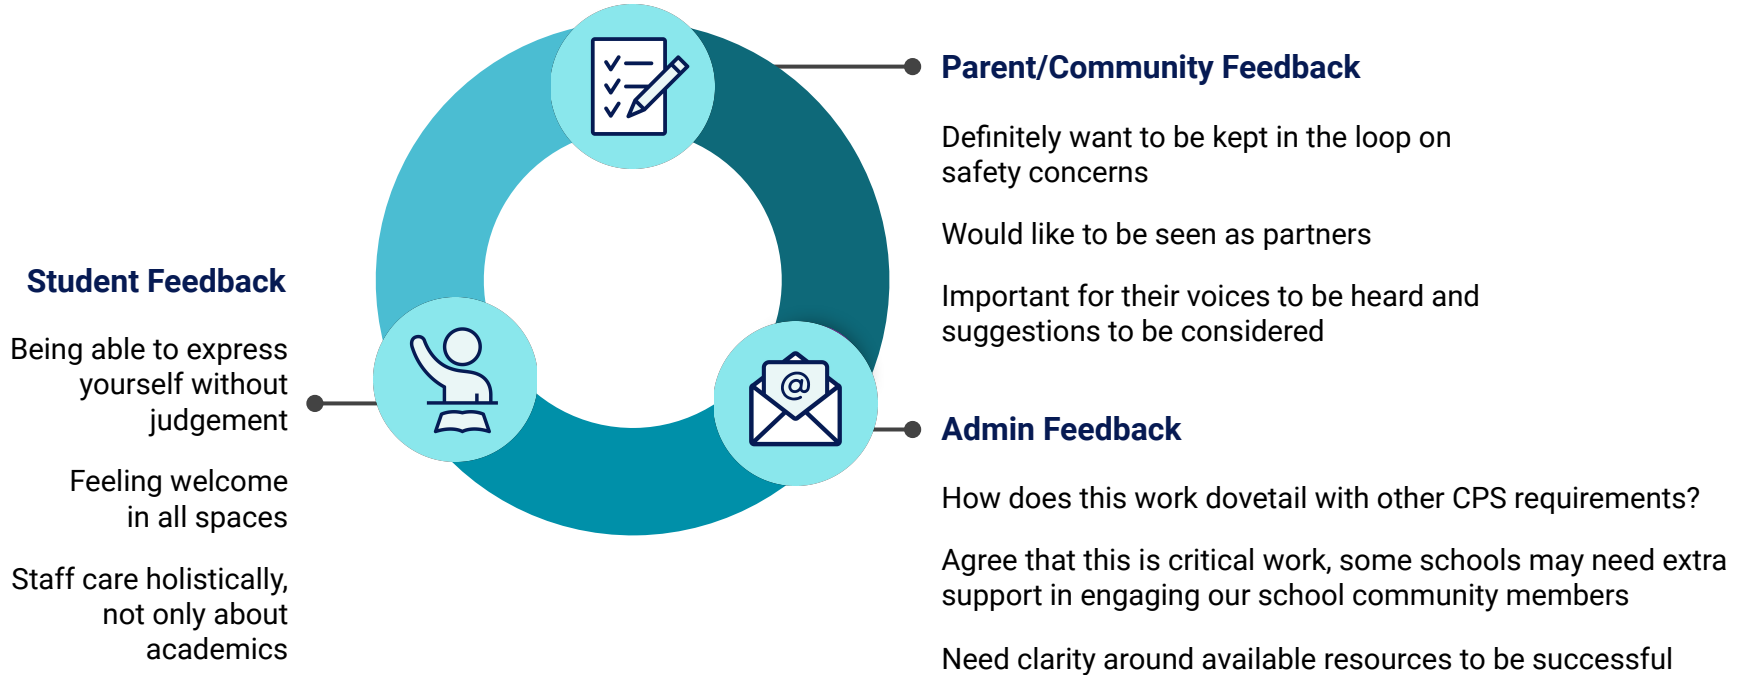 Parent/Community Feedback
Definitely want to be kept in the loop on
safety concerns
Would like to be seen as partners
Important for their voices to be heard and
suggestions to be considered
Student Feedback
Being able to express
yourself without
judgement
Feeling welcome
in all spaces
Staff care holistically,
not only about
academics
@
Admin Feedback
How does this work dovetail with other CPS requirements?
Agree that this is critical work, some schools may need extra
support in engaging our school community members
Need clarity around available resources to be successful